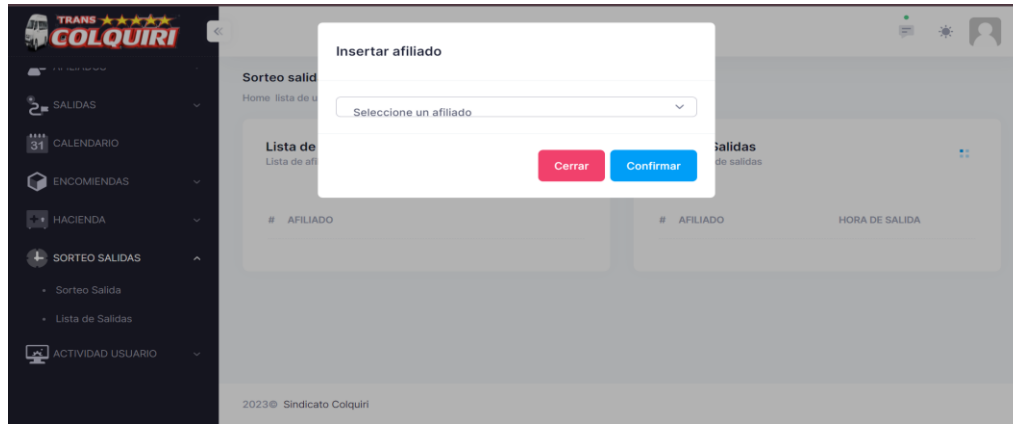 TRANS
COLQUIRI
AFILIADOS
SALIDAS
31 CALENDARIO
ENCOMIENDAS
HACIENDA
SORTEO SALIDAS
Sorteo Salida
Lista de Salidas
ACTIVIDAD USUARIO
Insertar afiliado
Seleccione un afiliado
Cerrar Confirmar
Sorteo salid
Home lista de u
Lista de
Lista de afi
# AFILIADO
Salidas
de salidas
# AFILIADO HORA DE SALIDA
2023© Sindicato Colquiri